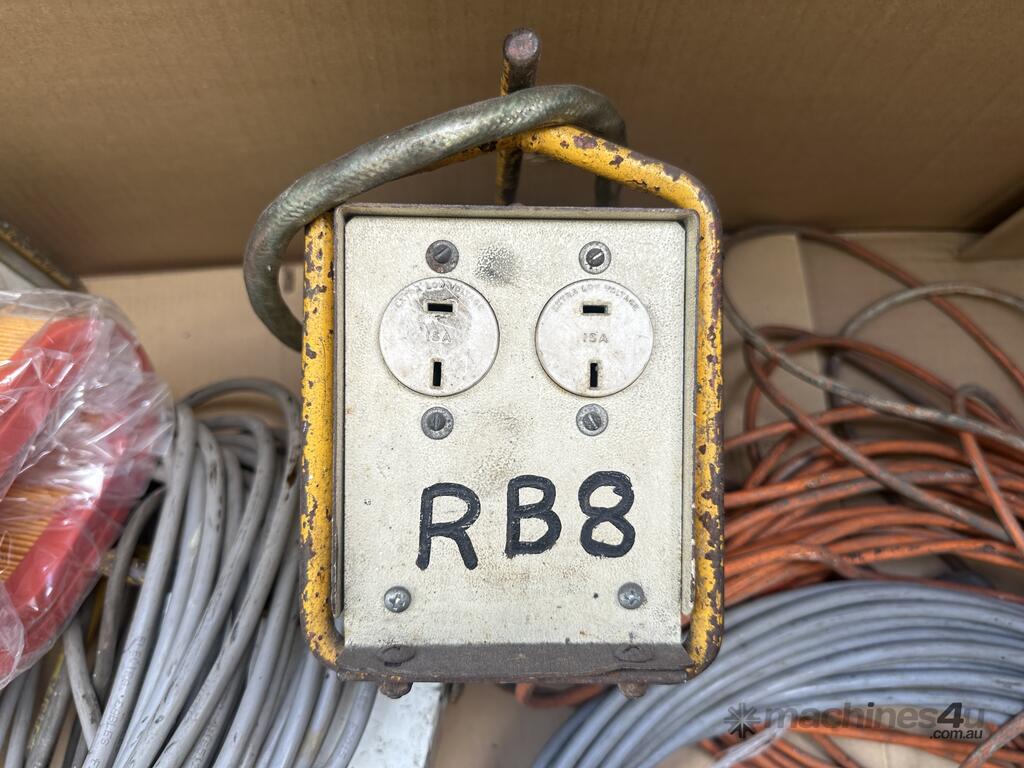 EXTRA LOW VOLTAGE
15A
EXTRA LOW VOLTAGE
15A
RB8
machines4u
.com.au